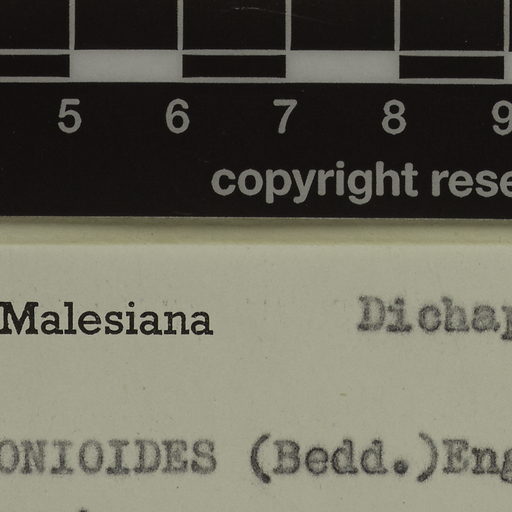 5 6 7 8 9
copyright rese
Malesiana Dichap
ONIOIDES (Bedd.)Eng